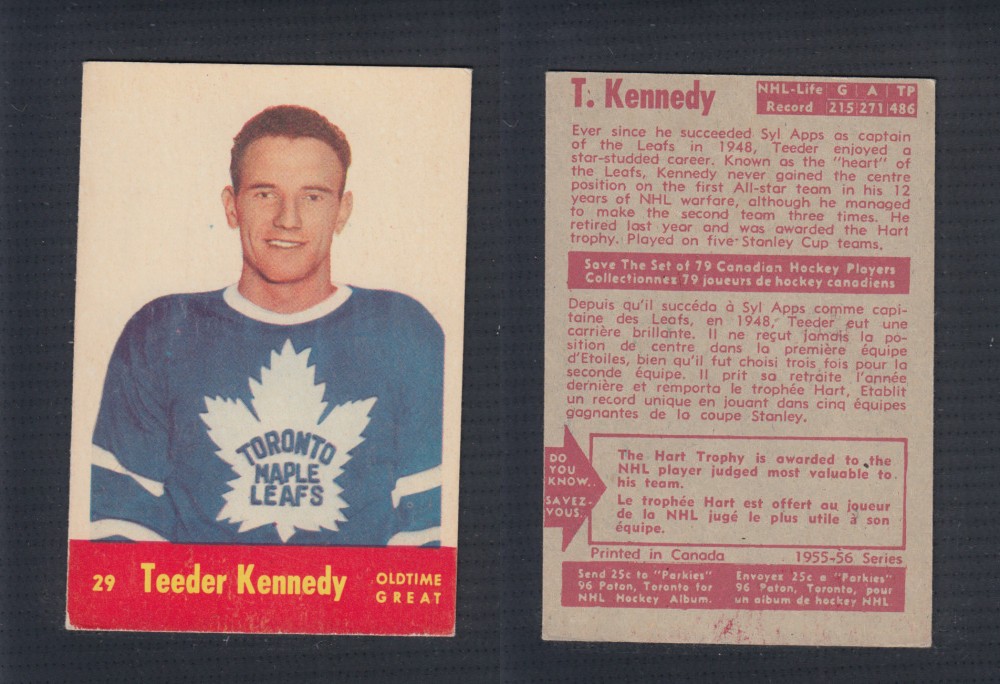 TORONTO
MAPLE
LEAFS
29 Teeder Kennedy OLDTIME
GREAT
T. Kennedy
NHL-Life G A TP
Record 215 271 486
Ever since he succeeded Syl Apps as captain
of the Leafs in 1948, Teeder enjoyed a
star-studded career. Known as the "heart" of
the Leafs, Kennedy never gained the centre
position on the first All-star team in his 12
years of NHL warfare, although he managed
to make the second team three times. He
retired last year and was awarded the Hart
trophy. Played on five Stanley Cup teams.
Save The Set of 79 Canadian Hockey Players
Collectionnez 79 joueurs de hockey canadiens
Depuis qu'il succéda à Syl Apps comme capi-
taine des Leafs, en 1948, Teeder eut une
carrière brillante. Il ne reçut jamais la po-
sition de centre dans la première équipe
d'Etoiles, bien qu'il fut choisi trois fois pour la
seconde équipe. Il prit sa retraite l'année
dernière et remporta le trophée Hart, Etablit
un record unique en jouant dans cinq équipes
gagnantes de la coupe Stanley.
DO
YOU
KNOW..
SAVEZ-
VOUS..
The Hart Trophy is awarded to the
NHL player judged most valuable to
his team.
Le trophée Hart est offert au joueur
de la NHL jugé le plus utile à son
équipe.
Printed in Canada 1955-56 Series
Send 25c to "Parkies"
96 Paton, Toronto for
NHL Hockey Album.
Envoyez 25c a "Parkies"
96 Paton, Toronto, pour
un album de hockey NHL